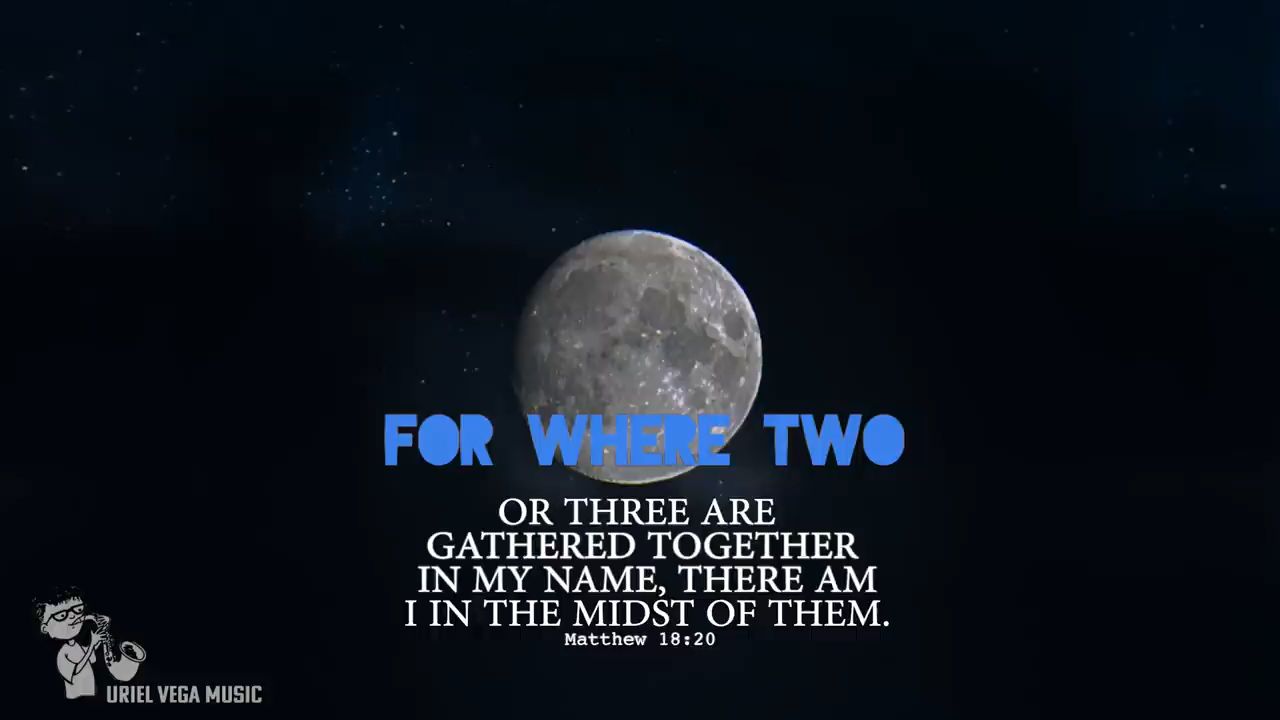 FOR WHERE TWO
OR THREE ARE
GATHERED TOGETHER
IN MY NAME, THERE AM
I IN THE MIDST OF THEM.
Matthew 18:20
URIEL VEGA MUSIC